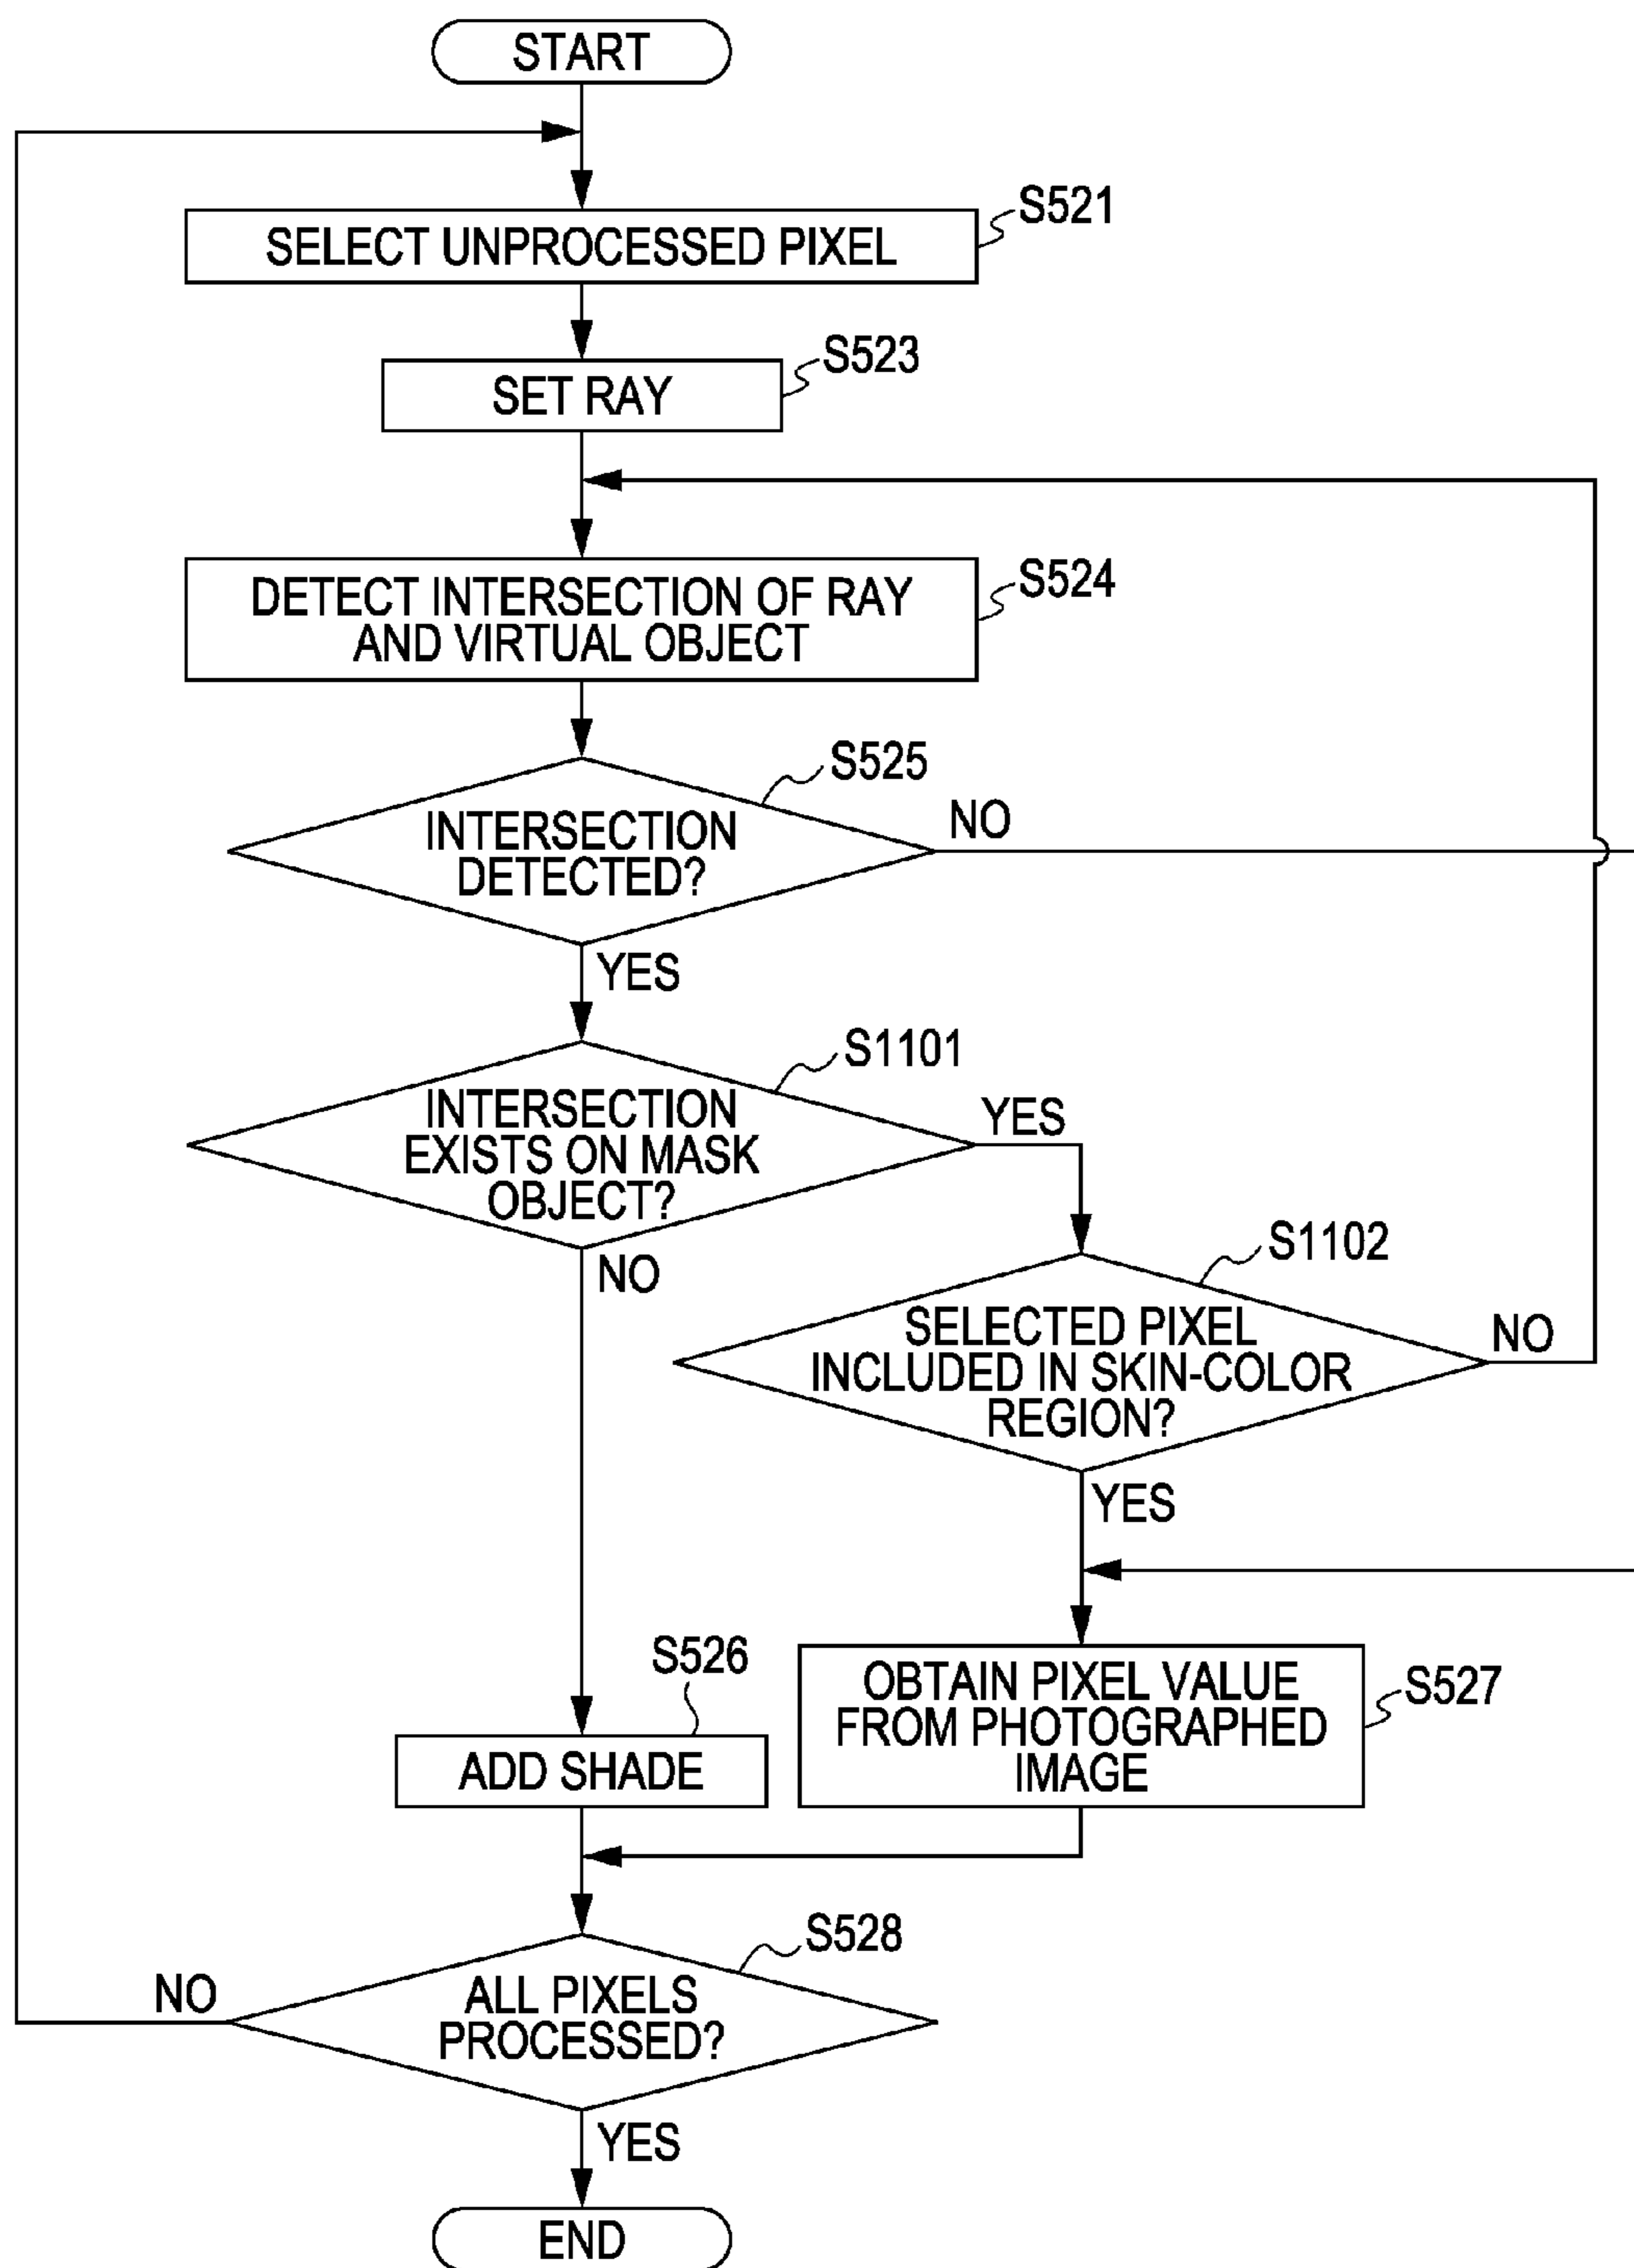 START
S521
SELECT UNPROCESSED PIXEL
S523
SET RAY
S524
DETECT INTERSECTION OF RAY
AND VIRTUAL OBJECT
S525
INTERSECTION
DETECTED?
NO
YES
S1101
INTERSECTION
EXISTS ON MASK
OBJECT?
YES
NO
S1102
SELECTED PIXEL
INCLUDED IN SKIN-COLOR
REGION?
NO
YES
S526
ADD SHADE
S527
OBTAIN PIXEL VALUE
FROM PHOTOGRAPHED
IMAGE
S528
ALL PIXELS
PROCESSED?
NO
YES
END